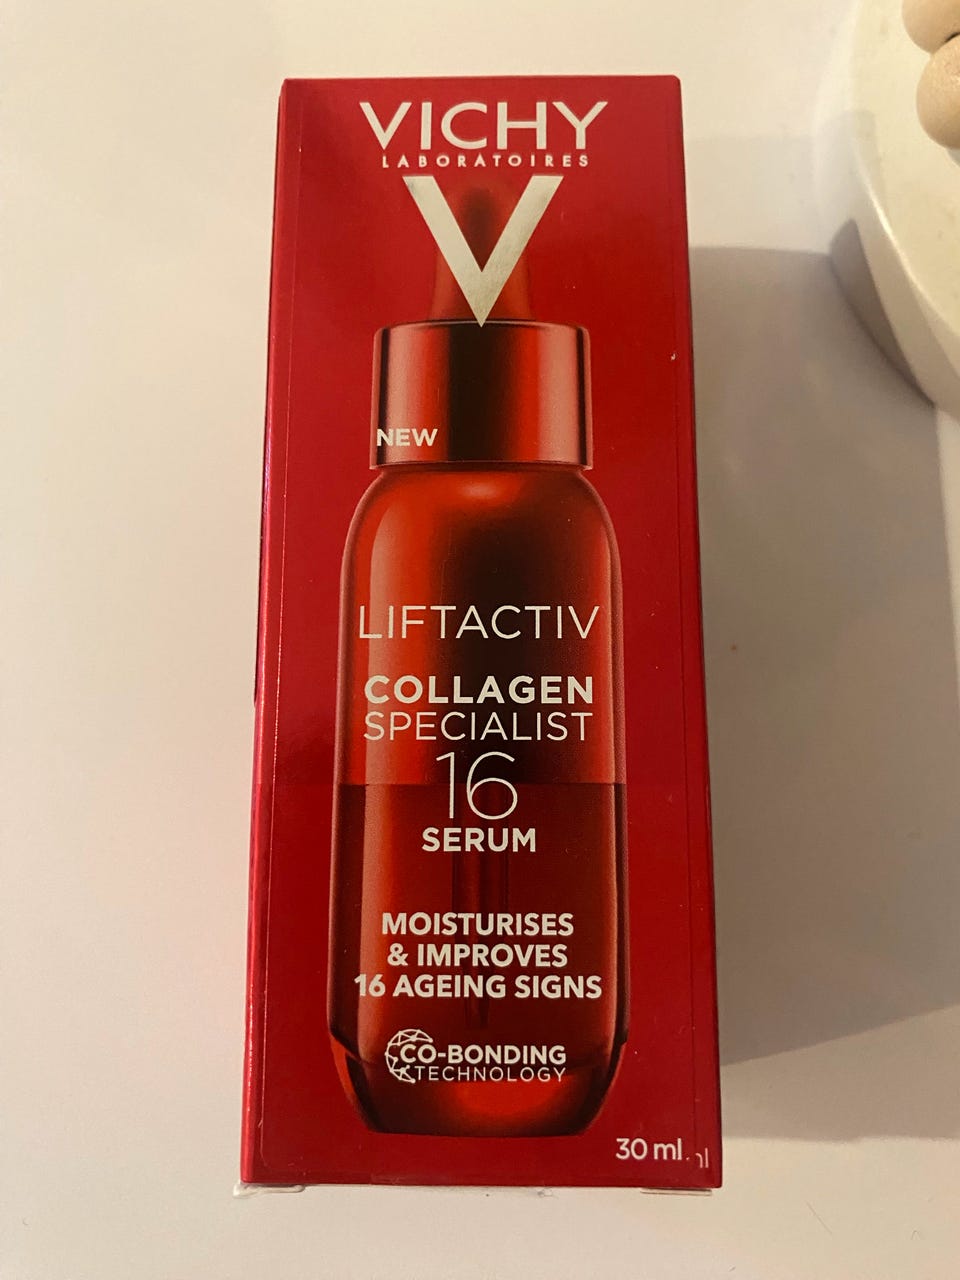 VICHY
LABORATOIRES
V
NEW
LIFTACTIV
COLLAGEN
SPECIALIST
16
SERUM
MOISTURISES
& IMPROVES
16 AGEING SIGNS
CO-BONDING
TECHNOLOGY
30 ml